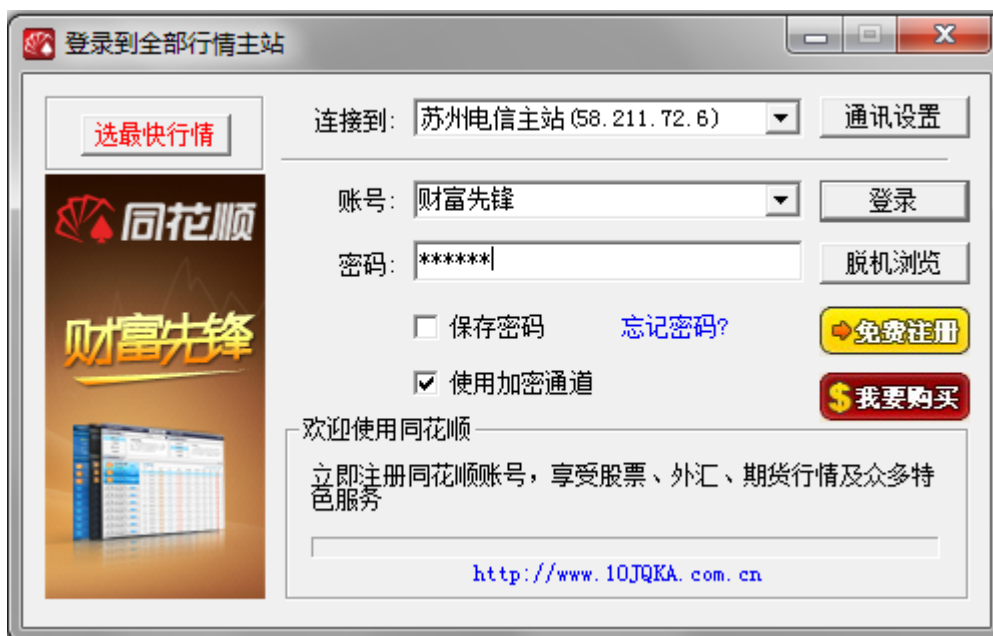 登录到全部行情主站
选最快行情
连接到:
苏州电信主站(58.211.72.6)
通讯设置
同花顺
财富先锋
账号:
财富先锋
登录
密码:
******
脱机浏览
保存密码
忘记密码?
免费注册
使用加密通道
$我要购买
欢迎使用同花顺
立即注册同花顺账号，享受股票、外汇、期货行情及众多特
色服务
http://www.10JQKA.com.cn